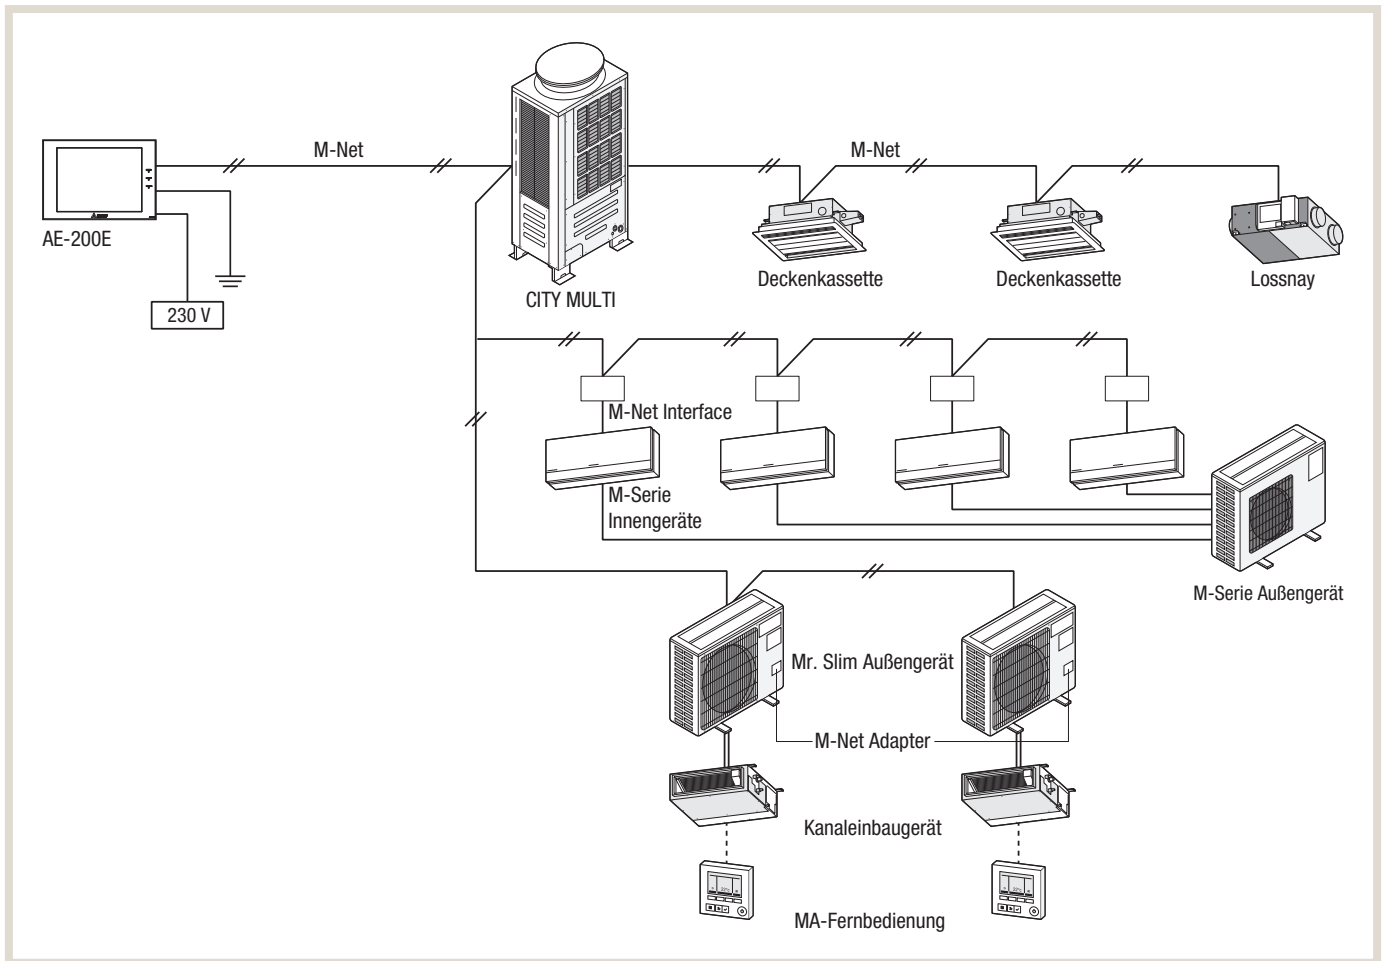 M-Net
M-Net
AE-200E
230 V
CITY MULTI
Deckenkassette
Deckenkassette
Lossnay
M-Net Interface
M-Serie
Innengeräte
M-Serie Außengerät
Mr. Slim Außengerät
M-Net Adapter
Kanaleinbaugerät
MA-Fernbedienung